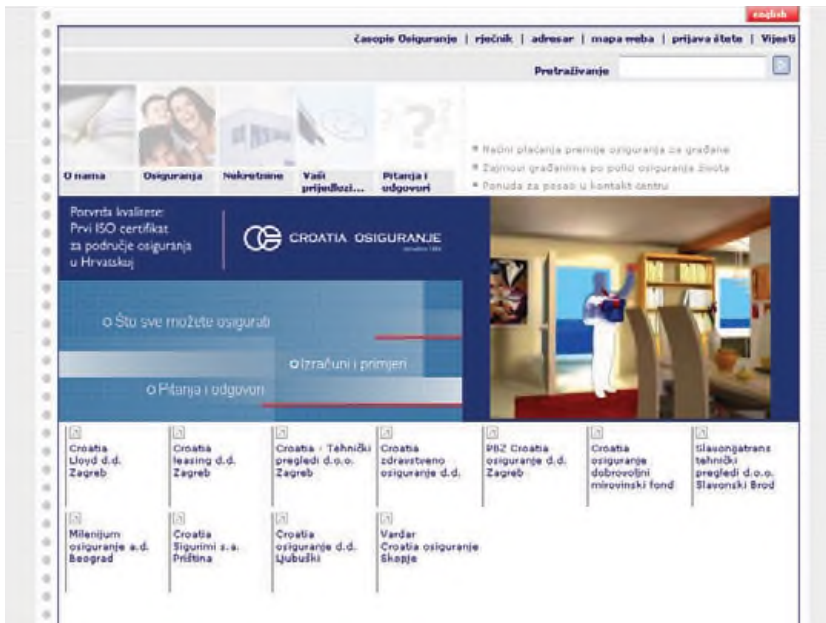 english
časopis Osiguranje | rječnik | adresar | mapa weba | prijava štete | Vijesti
Pretraživanje
Načini plaćanja premije osiguranja za građane
Zajmovi građanima po polici osiguranja života
Ponuda za posao u kontakt centru
O nama
Osiguranja
Nekretnine
Vaši
prijedlozi...
Pitanja i
odgovori
Potvrda kvalitete:
Prvi ISO certifikat
za područje osiguranja
u Hrvatskoj
CROATIA OSIGURANJE
Što sve možete osigurati
Izračuni i primjeri
Pitanja i odgovori
Croatia
Lloyd d.d.
Zagreb
Croatia
leasing d.d.
Zagreb
Croatia - Tehnički
pregledi d.o.o.
Zagreb
Croatia
zdravstveno
osiguranje d.d.
PBZ Croatia
osiguranje d.d.
Zagreb
Croatia
osiguranje
dobrovoljni
mirovinski fond
Slavongatrans
tehnički
pregledi d.o.o.
Slavonski Brod
Milenijum
osiguranje a.d.
Beograd
Croatia
Sigurimi s.a.
Priština
Croatia
osiguranje d.d.
Ljubuški
Vardar
Croatia osiguranje
Skopje